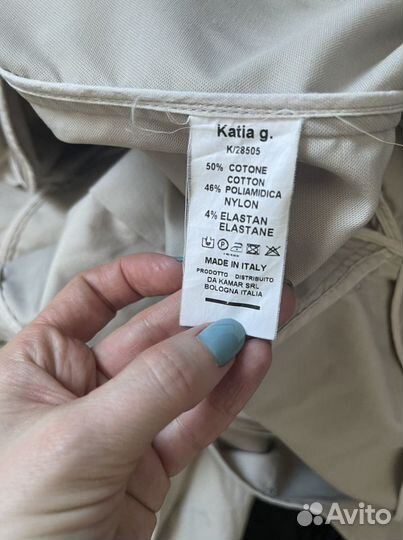 Katia g.
K/28505
50% COTONE
COTTON
46% POLIAMIDICA
NYLON
4% ELASTAN
ELASTANE
MADE IN ITALY
PRODOTTO DISTRIBUITO
DA KAMAR SRL
BOLOGNA ITALIA
Avito